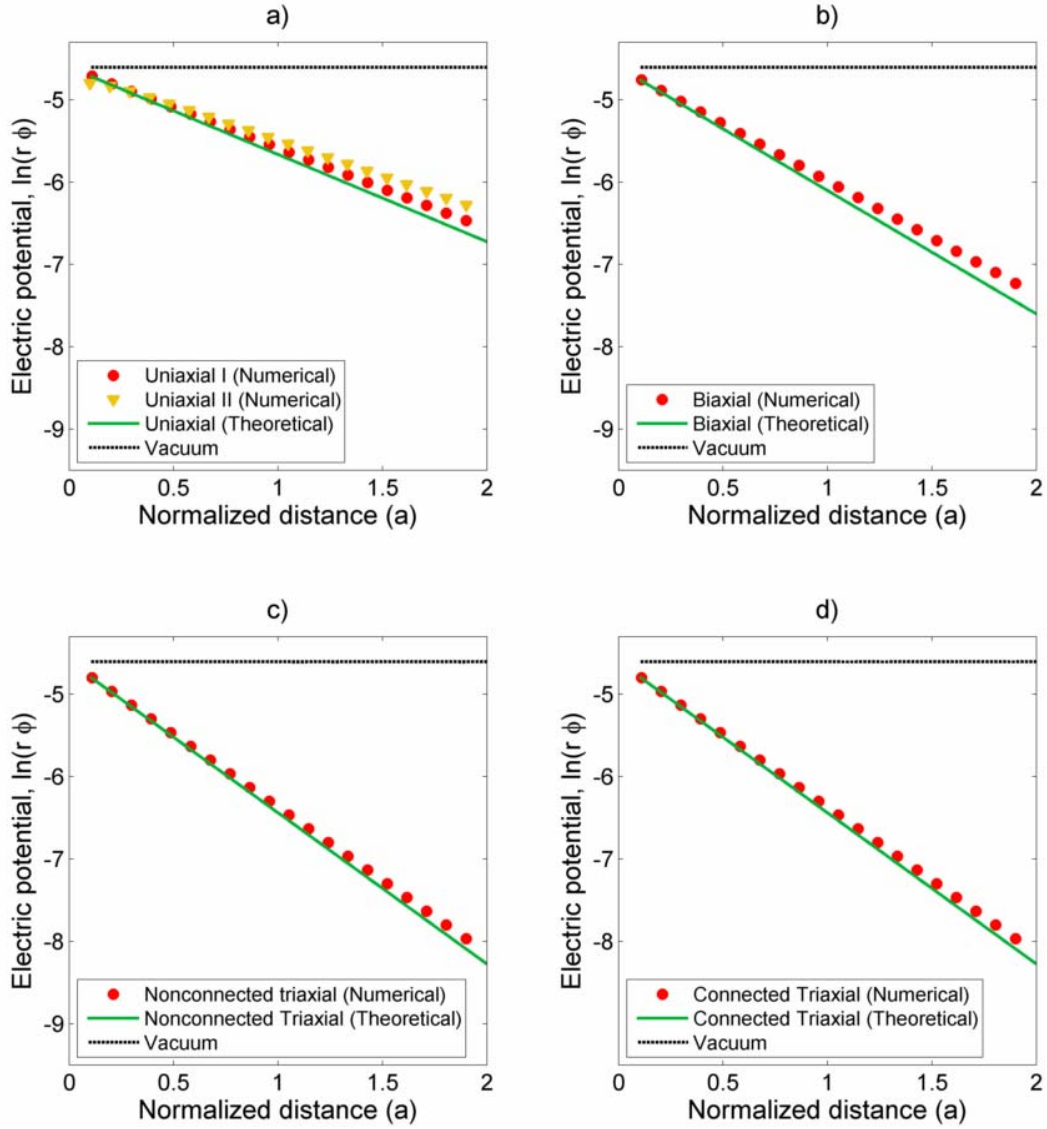 a)
Electric potential, ln(r ϕ)
-5
-6
-7
-8
-9
Uniaxial I (Numerical)
Uniaxial II (Numerical)
Uniaxial (Theoretical)
Vacuum
0 0.5 1 1.5 2
Normalized distance (a)
b)
Electric potential, ln(r ϕ)
-5
-6
-7
-8
-9
Biaxial (Numerical)
Biaxial (Theoretical)
Vacuum
0 0.5 1 1.5 2
Normalized distance (a)
c)
Electric potential, ln(r ϕ)
-5
-6
-7
-8
-9
Nonconnected triaxial (Numerical)
Nonconnected Triaxial (Theoretical)
Vacuum
0 0.5 1 1.5 2
Normalized distance (a)
d)
Electric potential, ln(r ϕ)
-5
-6
-7
-8
-9
Connected Triaxial (Numerical)
Connected Triaxial (Theoretical)
Vacuum
0 0.5 1 1.5 2
Normalized distance (a)